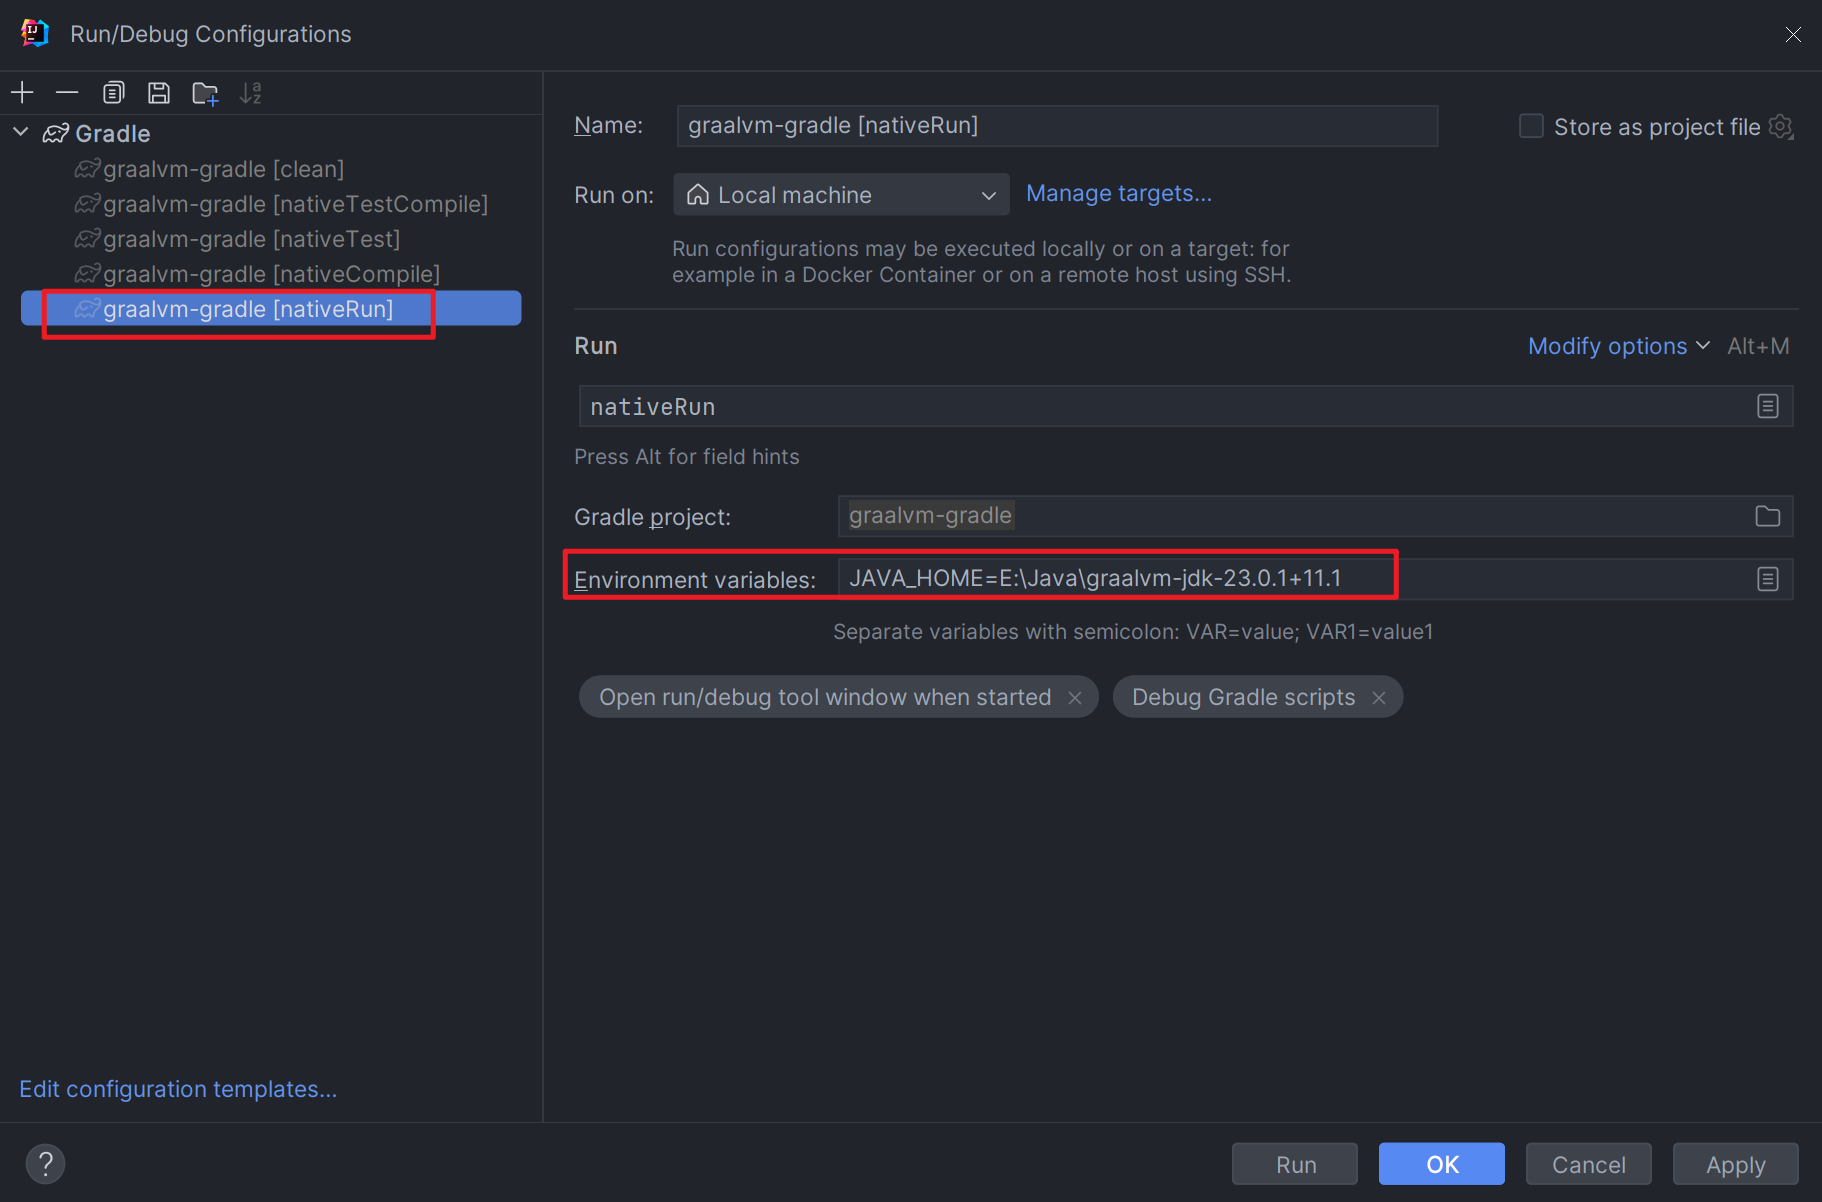 Run/Debug Configurations
Gradle
graalvm-gradle [clean]
graalvm-gradle [nativeTestCompile]
graalvm-gradle [nativeTest]
graalvm-gradle [nativeCompile]
graalvm-gradle [nativeRun]
Edit configuration templates...
Name: graalvm-gradle [nativeRun] Store as project file
Run on: Local machine Manage targets...
Run configurations may be executed locally or on a target: for
example in a Docker Container or on a remote host using SSH.
Run Modify options Alt+M
nativeRun
Press Alt for field hints
Gradle project: graalvm-gradle
Environment variables: JAVA_HOME=E:\Java\graalvm-jdk-23.0.1+11.1
Separate variables with semicolon: VAR=value; VAR1=value1
Open run/debug tool window when started Debug Gradle scripts
? Run OK Cancel Apply